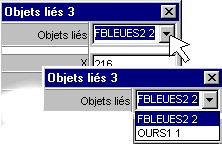 Objets liés 3
Objets liés FBLEUES2 2
X 216
Objets liés 3
Objets liés FBLEUES2 2
FBLEUES2 2
OURS1 1